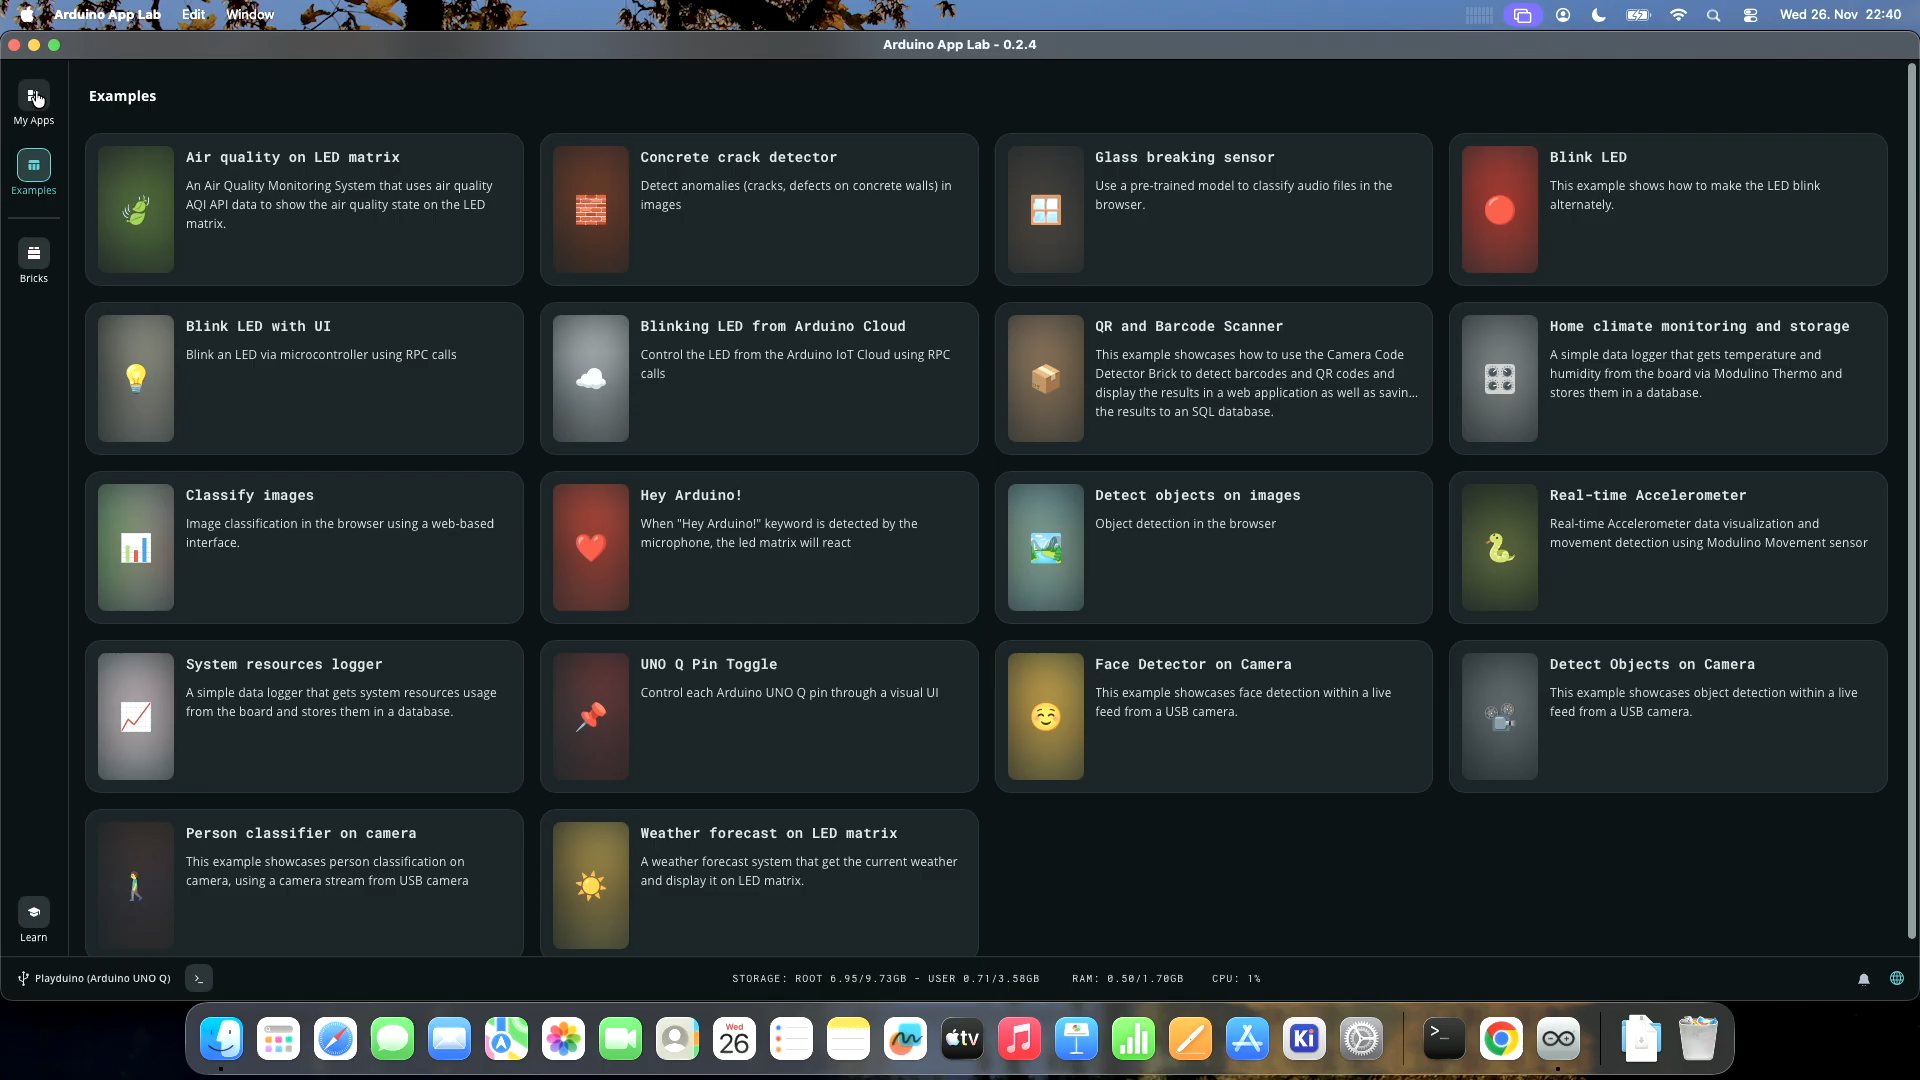 Arduino App Lab Edit Window
Wed 26. Nov 22:40
Arduino App Lab - 0.2.4
My Apps
Examples
Bricks
Learn
Examples
Air quality on LED matrix
An Air Quality Monitoring System that uses air quality
AQI API data to show the air quality state on the LED
matrix.
Concrete crack detector
Detect anomalies (cracks, defects on concrete walls) in
images
Glass breaking sensor
Use a pre-trained model to classify audio files in the
browser.
Blink LED
This example shows how to make the LED blink
alternately.
Blink LED with UI
Blink an LED via microcontroller using RPC calls
Blinking LED from Arduino Cloud
Control the LED from the Arduino IoT Cloud using RPC
calls
QR and Barcode Scanner
This example showcases how to use the Camera Code
Detector Brick to detect barcodes and QR codes and
display the results in a web application as well as savin...
the results to an SQL database.
Home climate monitoring and storage
A simple data logger that gets temperature and
humidity from the board via Modulino Thermo and
stores them in a database.
Classify images
Image classification in the browser using a web-based
interface.
Hey Arduino!
When "Hey Arduino!" keyword is detected by the
microphone, the led matrix will react
Detect objects on images
Object detection in the browser
Real-time Accelerometer
Real-time Accelerometer data visualization and
movement detection using Modulino Movement sensor
System resources logger
A simple data logger that gets system resources usage
from the board and stores them in a database.
UNO Q Pin Toggle
Control each Arduino UNO Q pin through a visual UI
Face Detector on Camera
This example showcases face detection within a live
feed from a USB camera.
Detect Objects on Camera
This example showcases object detection within a live
feed from a USB camera.
Person classifier on camera
This example showcases person classification on
camera, using a camera stream from USB camera
Weather forecast on LED matrix
A weather forecast system that get the current weather
and display it on LED matrix.
Playduino (Arduino UNO Q)
>_
STORAGE: ROOT 6.95/9.73GB - USER 0.71/3.58GB RAM: 0.50/1.70GB CPU: 1%
Wed
26
tv
Ki
>_